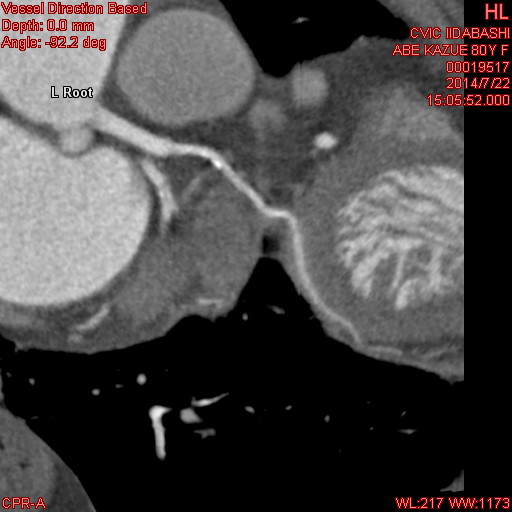 Vessel Direction Based
Depth: 0.0 mm
Angle: -92.2 deg
HL
CVIC IIDABASHI
ABE KAZUE 80Y F
00019517
2014/7/22
15:05:52.000
L Root
CPR-A
WL:217 WW:1173